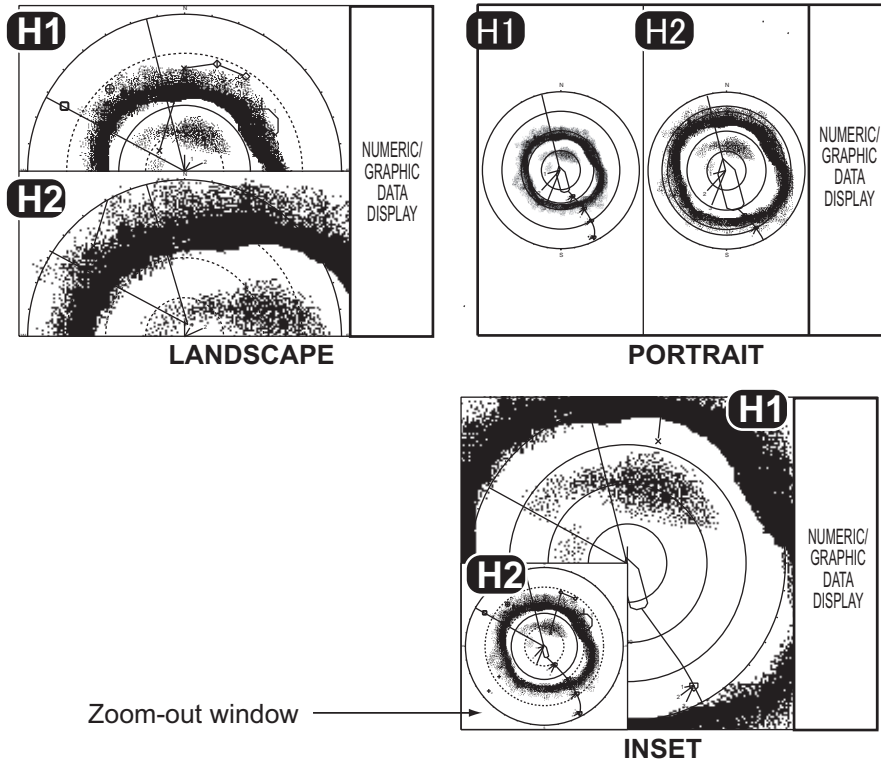 H1
N
NUMERIC/
GRAPHIC
DATA
DISPLAY
H2
N
LANDSCAPE
H1
H2
N
N
S
S
NUMERIC/
GRAPHIC
DATA
DISPLAY
PORTRAIT
H1
H2
NUMERIC/
GRAPHIC
DATA
DISPLAY
Zoom-out window
INSET